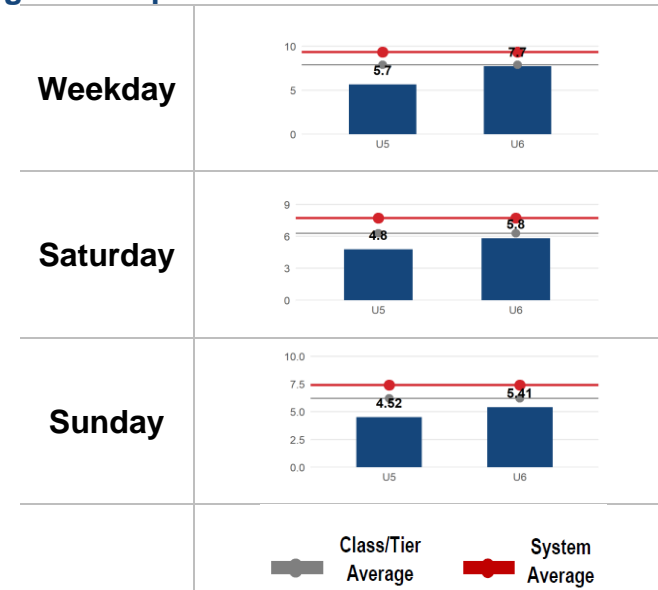 Weekday
10
5
0
5.7
7.7
U5
U6
Saturday
9
6
3
0
4.8
5.8
U5
U6
Sunday
10.0
7.5
5.0
2.5
0.0
4.52
5.41
U5
U6
Class/Tier
Average
System
Average